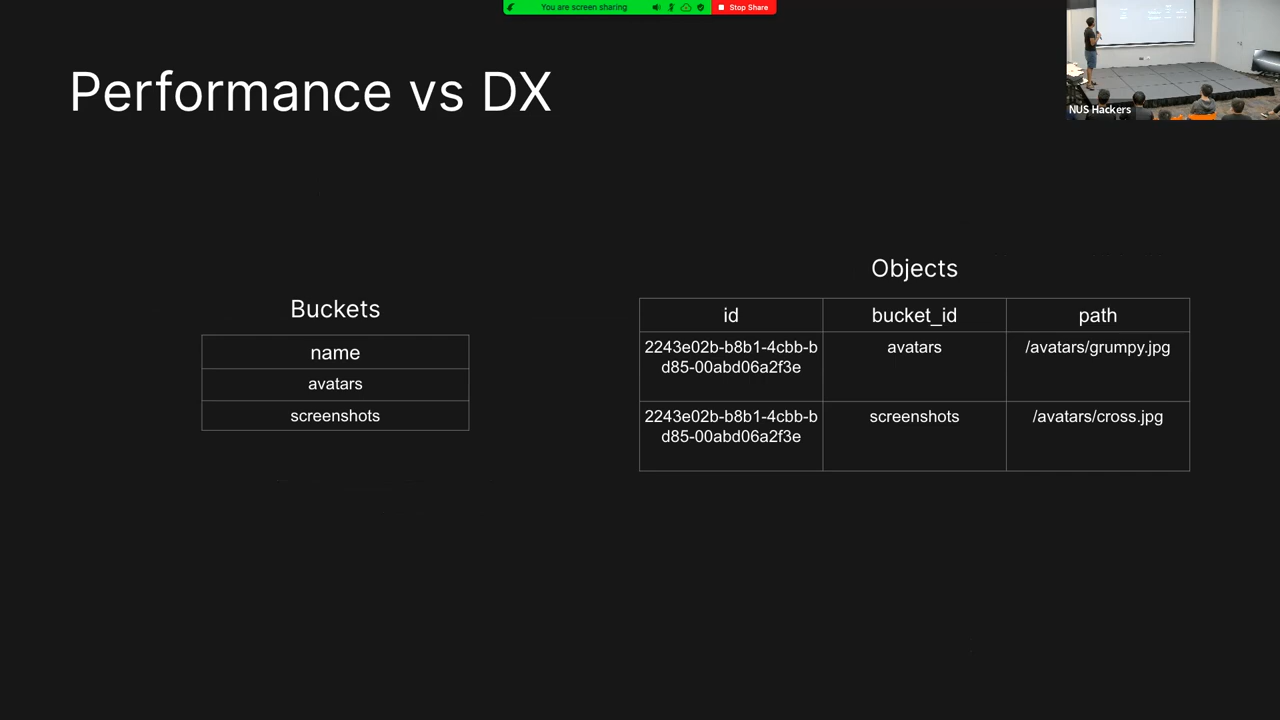 You are screen sharing
Stop Share
Performance vs DX
NUS Hackers
Buckets
name
avatars
screenshots
Objects
id bucket_id path
2243e02b-b8b1-4cbb-b avatars /avatars/grumpy.jpg
d85-00abd06a2f3e
2243e02b-b8b1-4cbb-b screenshots /avatars/cross.jpg
d85-00abd06a2f3e